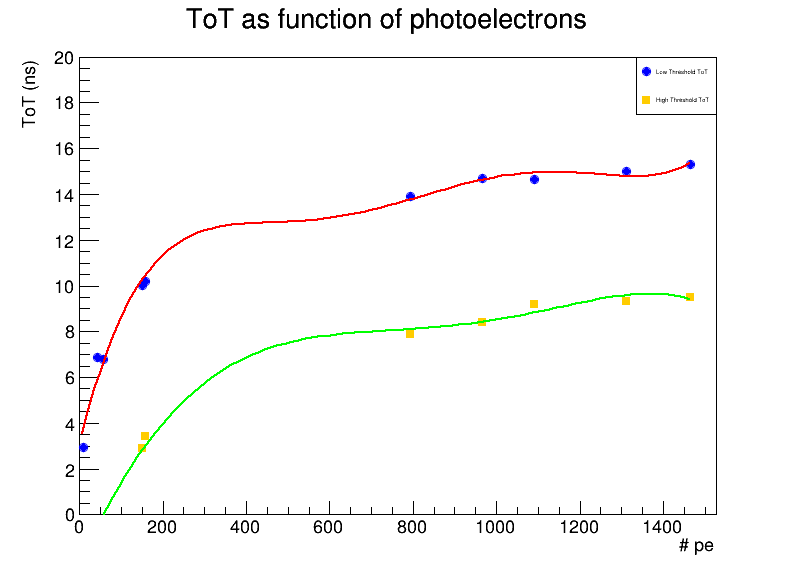 ToT as function of photoelectrons
ToT (ns)
20
18
16
14
12
10
8
6
4
2
0
Low Threshold ToT
High Threshold ToT
0 200 400 600 800 1000 1200 1400
# pe